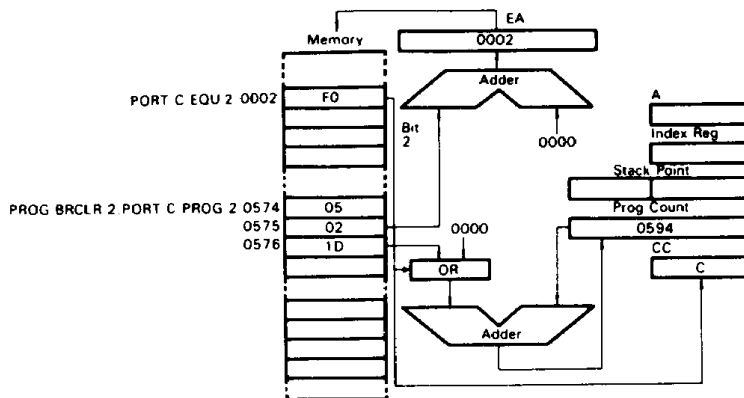 EA
Memory
0002
Adder
PORT C EQU 2 0002 F0
A
Bit
2
0000
Index Reg
Stack Point
Prog Count
PROG BRCLR 2 PORT C PROG 2 0574 05
0575 02
0594
0576 1D
0000
CC
OR
C
Adder